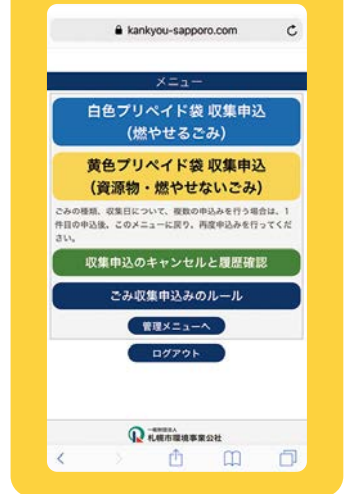 kankyou-sapporo.com
メニュー
白色プリペイド袋 収集申込
(燃やせるごみ)
黄色プリペイド袋 収集申込
(資源物・燃やせないごみ)
ごみの種類、収集日について、複数の申込みを行う場合は、1
件目の申込後、このメニューに戻り、再度申込みを行ってくだ
さい。
収集申込のキャンセルと履歴確認
ごみ収集申込みのルール
管理メニューへ
ログアウト
一般財団法人
札幌市環境事業公社